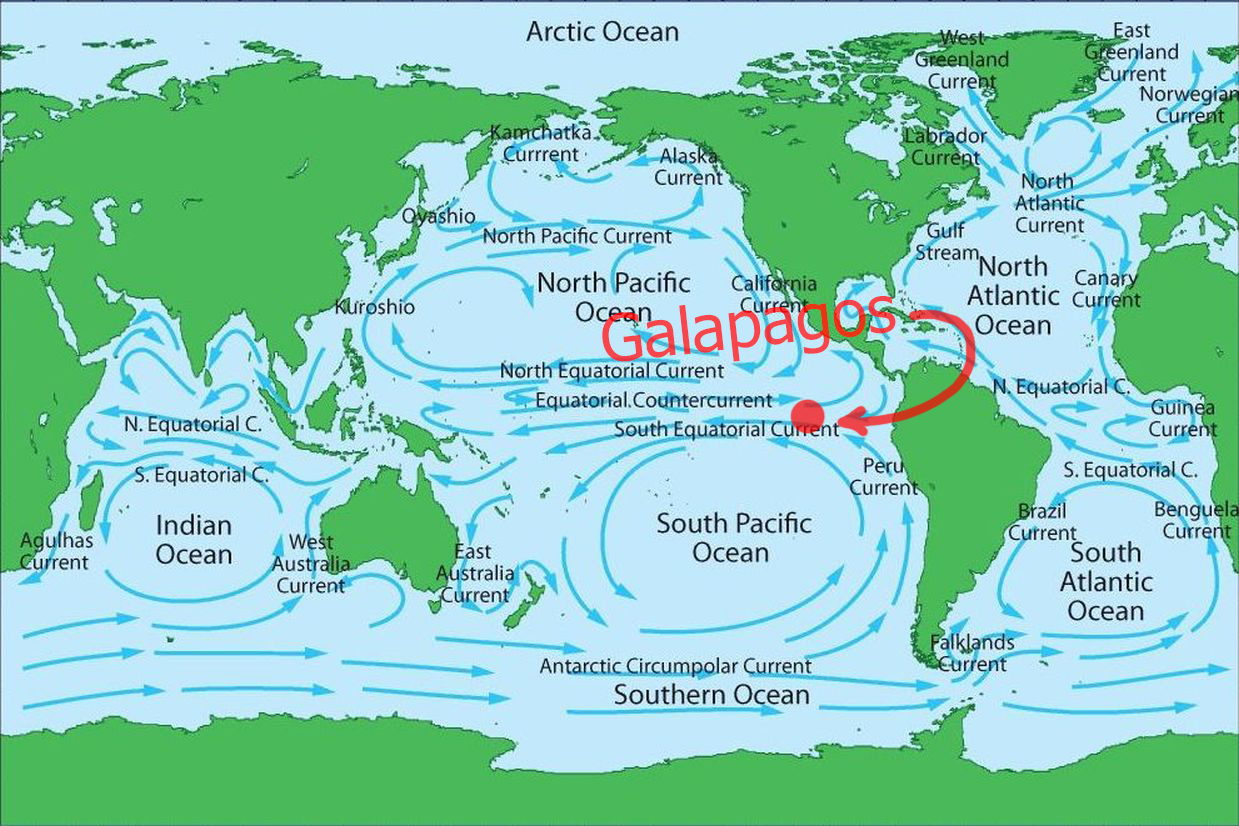 Arctic Ocean
West
Greenland
Current
East
Greenland
Current
Norwegian
Current
Kamchatka
Currrent
Alaska
Current
Labrador
Current
North
Atlantic
Current
Oyashio
North Pacific Current
Gulf
Stream
North Pacific
Ocean
California
Current
North
Atlantic
Ocean
Canary
Current
Kuroshio
Galapagos
North Equatorial Current
Equatorial Countercurrent
South Equatorial Current
N. Equatorial C.
Guinea
Current
N. Equatorial C.
S. Equatorial C.
Peru
Current
S. Equatorial C.
Indian
Ocean
South Pacific
Ocean
Brazil
Current
Benguela
Current
Agulhas
Current
West
Australia
Current
East
Australia
Current
South
Atlantic
Ocean
Falklands
Current
Antarctic Circumpolar Current
Southern Ocean